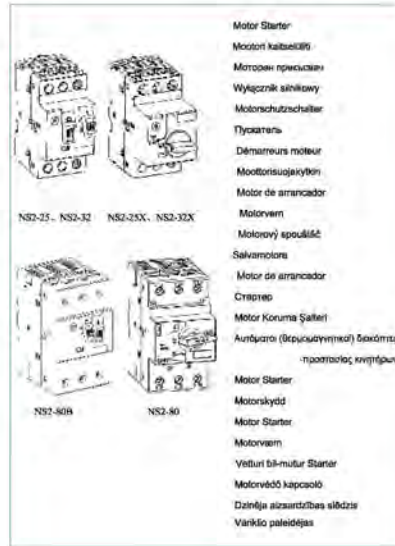 NS2-25、NS2-32
NS2-25X、NS2-32X
NS2-80B
NS2-80
Motor Starter
Mootori kaitselüliti
Моторен прекъсвач
Wyłącznik silnikowy
Motorschutzschalter
Пускатель
Démarreurs moteur
Moottorisuojakytkin
Motor de arrancador
Motorvern
Motorový spouštěč
Salvamotore
Motor de arrancador
Стартер
Motor Koruma Şalteri
Αυτόματοι (θερμομαγνητικοί) διακόπτες
προστασίας κινητήρων
Motor Starter
Motorskydd
Motor Starter
Motorværn
Vetturi bil-mutur Starter
Motorvédő kapcsoló
Dzinēja aizsardzības slēdzis
Variklio paleidėjas